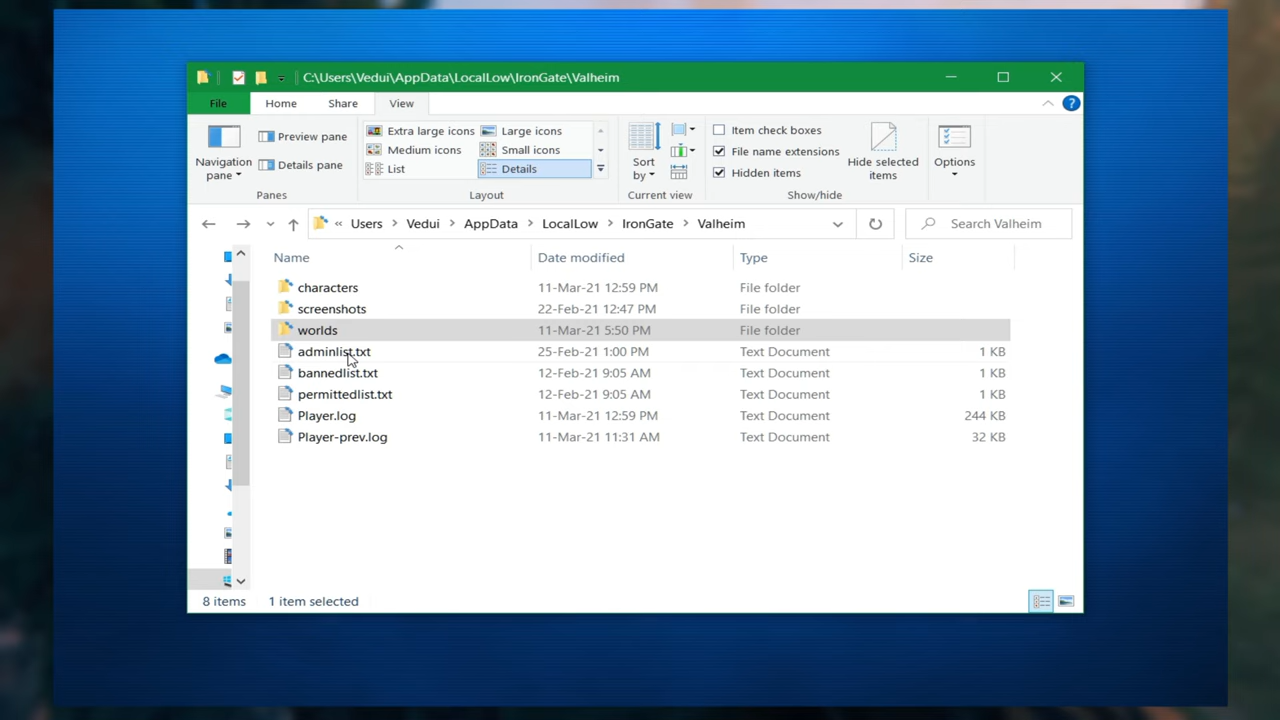 C:\Users\Vedui\AppData\LocalLow\IronGate\Valheim
File Home Share View
Navigation pane
Preview pane
Details pane
Panes
Extra large icons Large icons
Medium icons Small icons
List Details
Layout
Sort by
Current view
Item check boxes
File name extensions
Hidden items
Hide selected items
Show/hide
Options
« Users > Vedui > AppData > LocalLow > IronGate > Valheim
Search Valheim
Name Date modified Type Size
characters 11-Mar-21 12:59 PM File folder
screenshots 22-Feb-21 12:47 PM File folder
worlds 11-Mar-21 5:50 PM File folder
adminlist.txt 25-Feb-21 1:00 PM Text Document 1 KB
bannedlist.txt 12-Feb-21 9:05 AM Text Document 1 KB
permittedlist.txt 12-Feb-21 9:05 AM Text Document 1 KB
Player.log 11-Mar-21 12:59 PM Text Document 244 KB
Player-prev.log 11-Mar-21 11:31 AM Text Document 32 KB
8 items 1 item selected